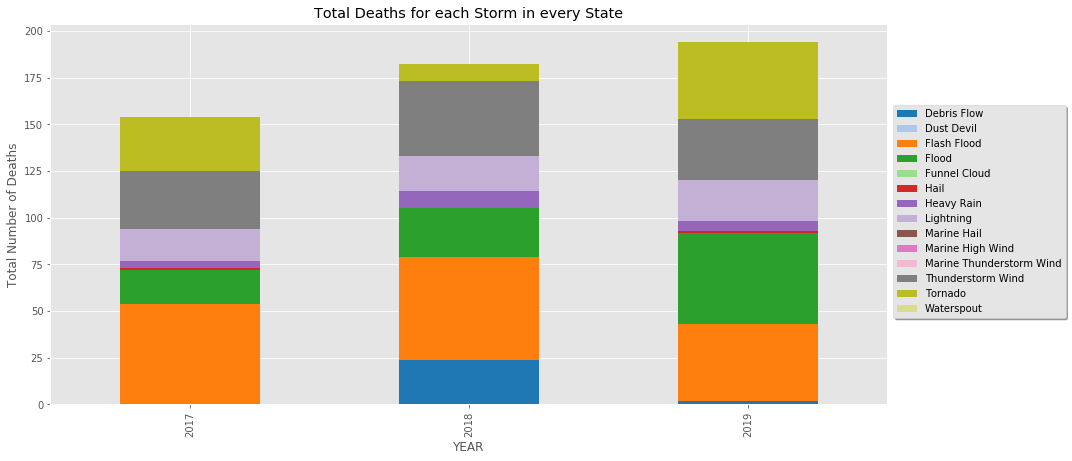 Total Deaths for each Storm in every State
200
175
150
125
100
75
50
25
0
Total Number of Deaths
2017
2018
2019
YEAR
Debris Flow
Dust Devil
Flash Flood
Flood
Funnel Cloud
Hail
Heavy Rain
Lightning
Marine Hail
Marine High Wind
Marine Thunderstorm Wind
Thunderstorm Wind
Tornado
Waterspout